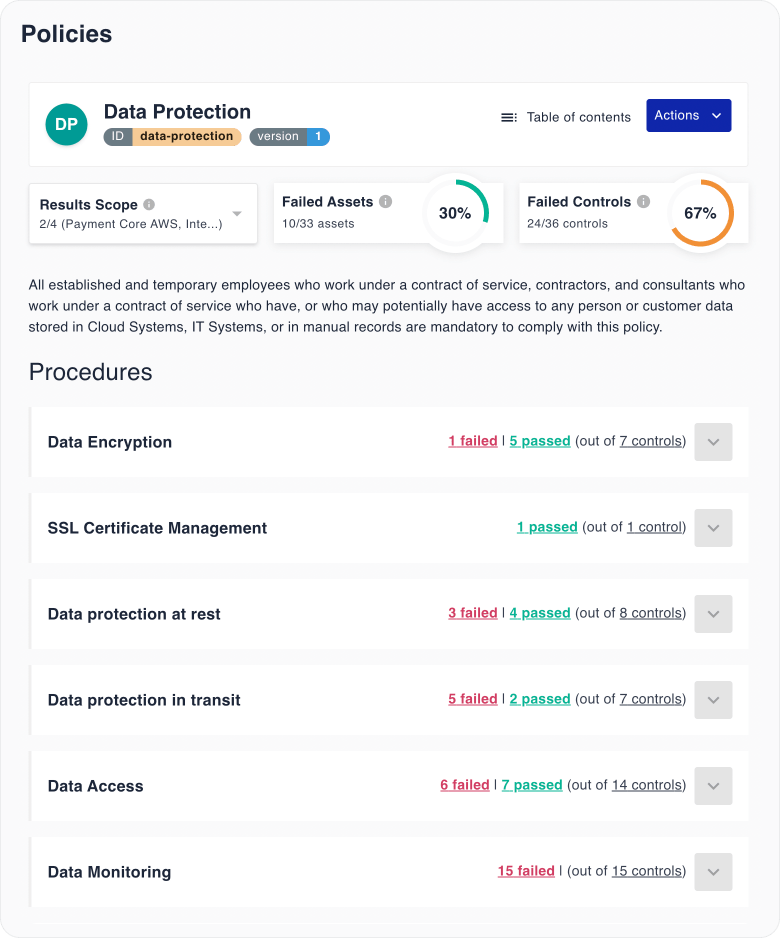 Policies
DP
Data Protection
ID data-protection version 1
Table of contents
Actions
Results Scope
2/4 (Payment Core AWS, Inte...)
Failed Assets
10/33 assets
30%
Failed Controls
24/36 controls
67%
All established and temporary employees who work under a contract of service, contractors, and consultants who
work under a contract of service who have, or who may potentially have access to any person or customer data
stored in Cloud Systems, IT Systems, or in manual records are mandatory to comply with this policy.
Procedures
Data Encryption 1 failed | 5 passed (out of 7 controls)
SSL Certificate Management 1 passed (out of 1 control)
Data protection at rest 3 failed | 4 passed (out of 8 controls)
Data protection in transit 5 failed | 2 passed (out of 7 controls)
Data Access 6 failed | 7 passed (out of 14 controls)
Data Monitoring 15 failed | (out of 15 controls)